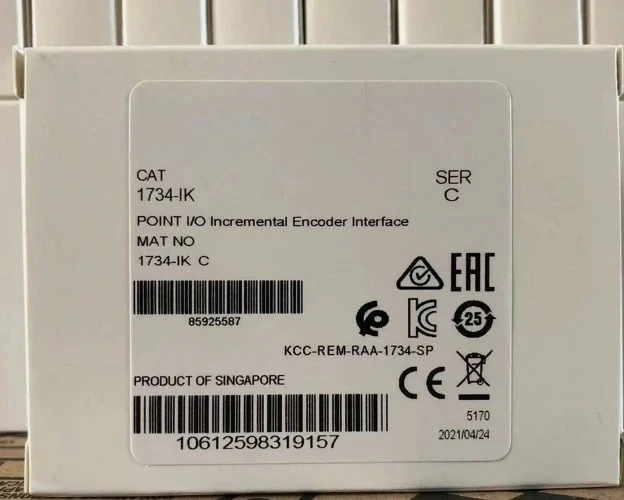 CAT
1734-IK
SER
C
POINT I/O Incremental Encoder Interface
MAT NO
1734-IK C
85925587
EAC
25
KCC-REM-RAA-1734-SP
PRODUCT OF SINGAPORE
CE
10612598319157
5170
2021/04/24